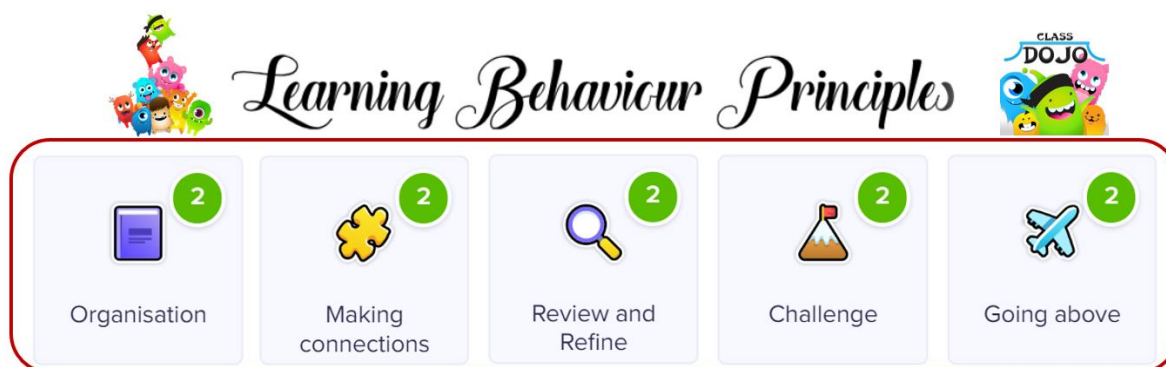 Learning Behaviour Principles
CLASS
DOJO
2
2
2
2
2
Organisation
Making
connections
Review and
Refine
Challenge
Going above